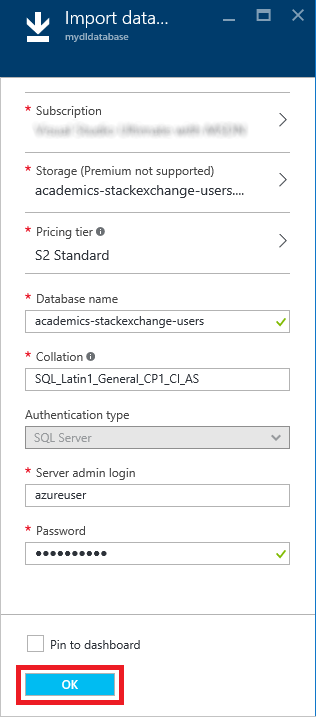 Import data...
mydldatabase
* Subscription
* Storage (Premium not supported)
academics-stackexchange-users....
* Pricing tier
S2 Standard
* Database name
academics-stackexchange-users
* Collation
SQL_Latin1_General_CP1_CI_AS
Authentication type
SQL Server
* Server admin login
azureuser
* Password
••••••••••
Pin to dashboard
OK